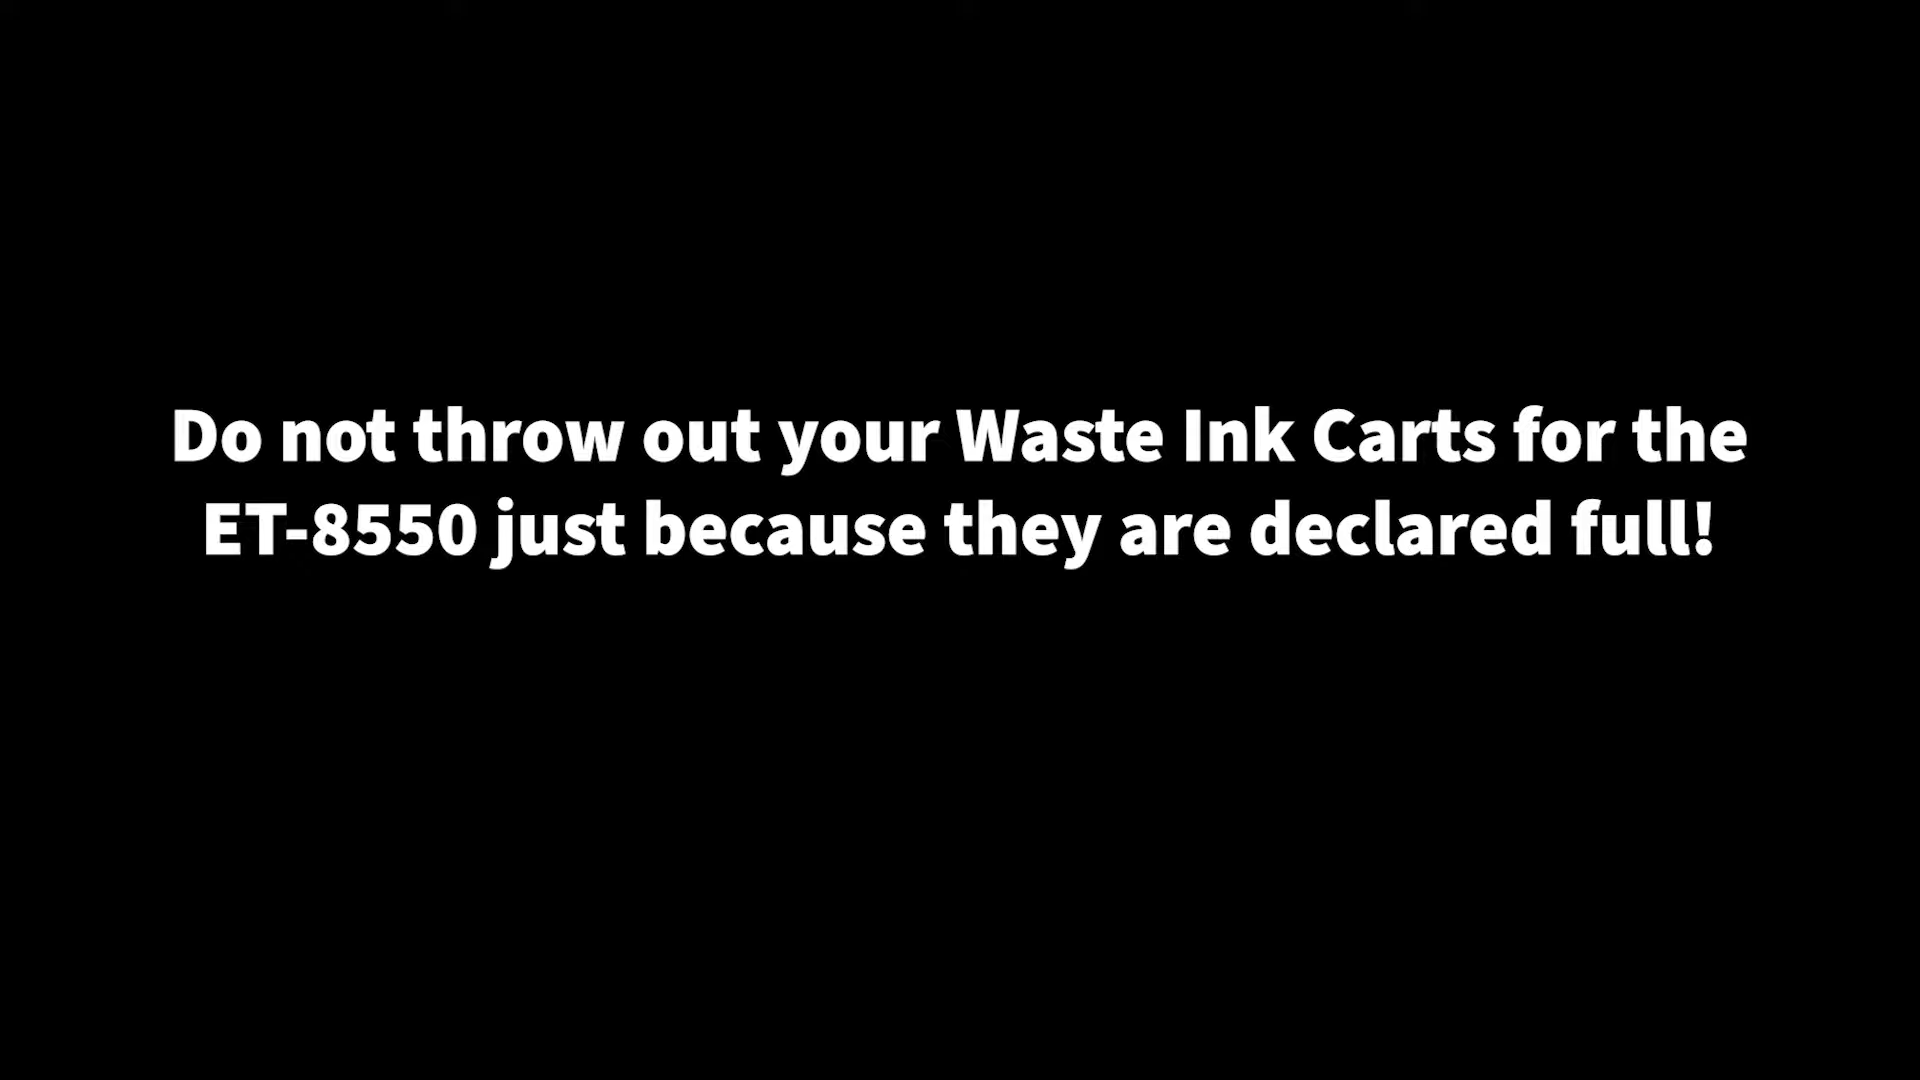 Do not throw out your Waste Ink Carts for the
ET-8550 just because they are declared full!